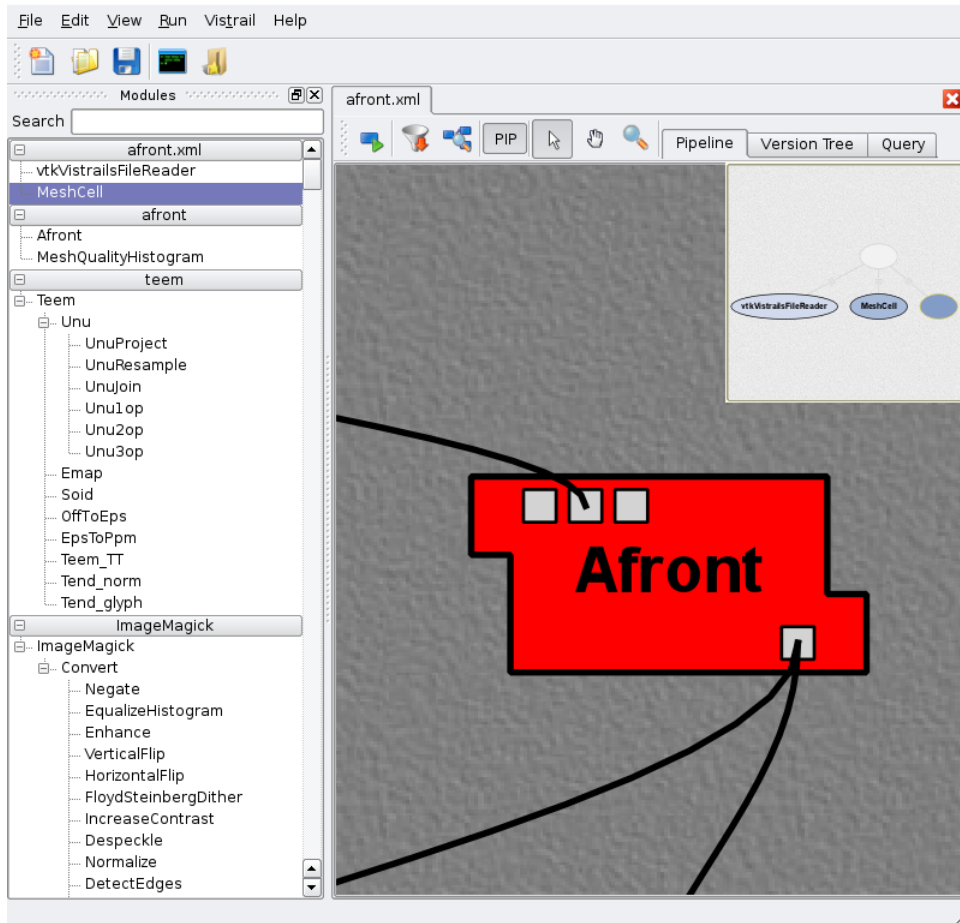 File Edit View Run Vistrail Help
Modules
Search
afront.xml
vtkVistrailsFileReader
MeshCell
afront
Afront
MeshQualityHistogram
teem
Teem
Unu
UnuProject
UnuResample
UnuJoin
Unu1op
Unu2op
Unu3op
Emap
Soid
OffToEps
EpsToPpm
Teem_TT
Tend_norm
Tend_glyph
ImageMagick
ImageMagick
Convert
Negate
EqualizeHistogram
Enhance
VerticalFlip
HorizontalFlip
FloydSteinbergDither
IncreaseContrast
Despeckle
Normalize
DetectEdges
afront.xml
PIP Pipeline Version Tree Query
vtkVistrailsFileReader MeshCell
Afront